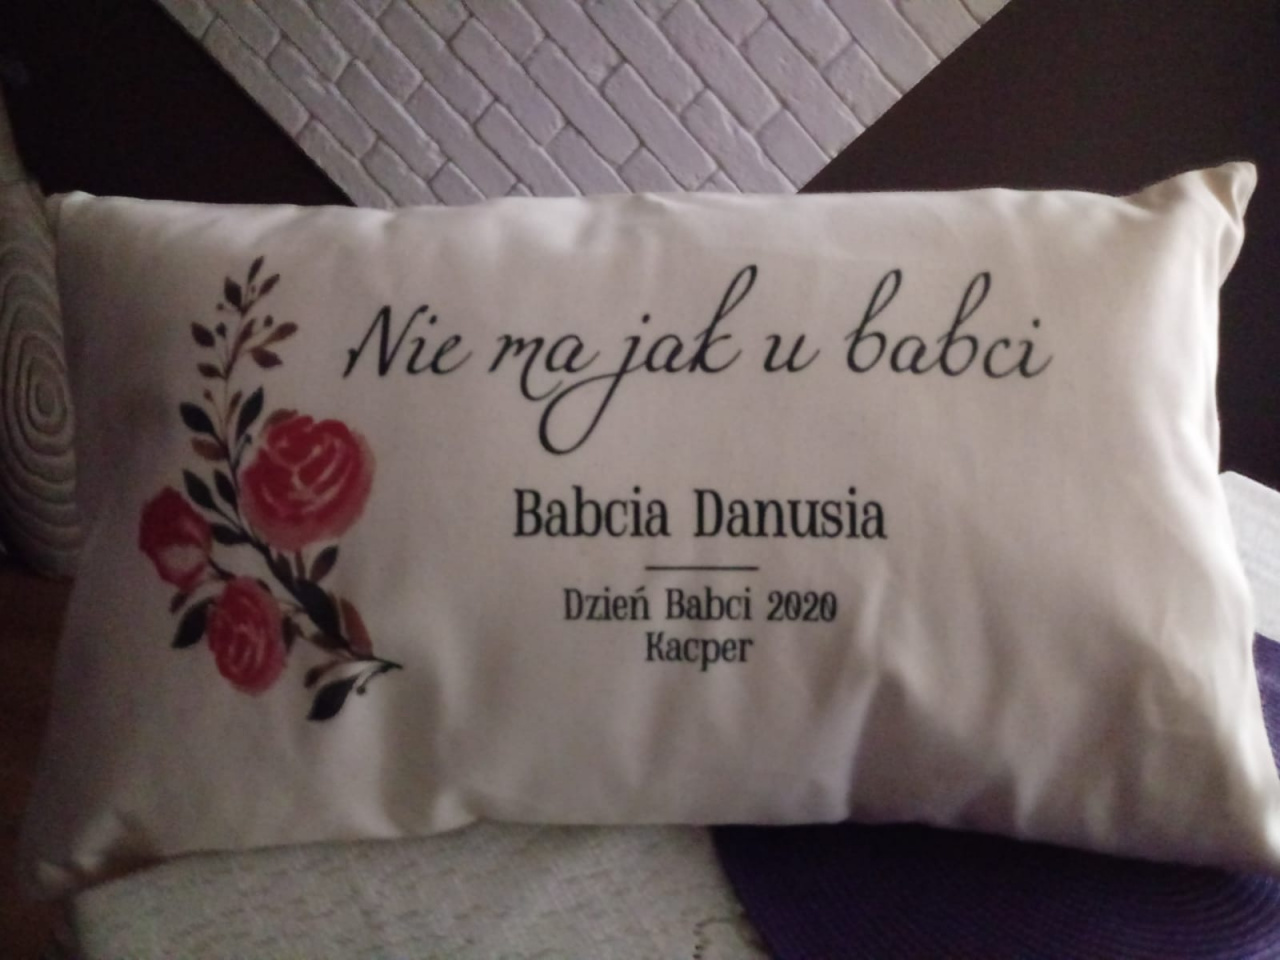 Nie ma jak u babci
Babcia Danusia
Dzień Babci 2020
Kacper